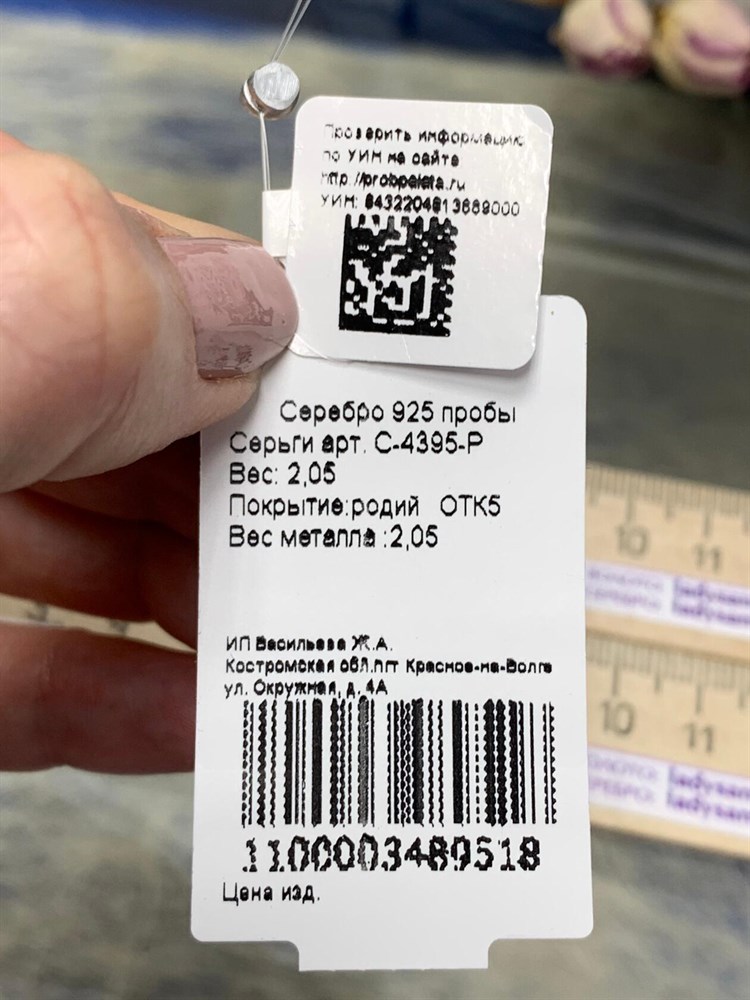 Проверить информацию
по УИН на сайте
http://probpalata.ru
УИН: 6432204613689000
Серебро 925 пробы
Серьги арт. С-4395-Р
Вес: 2,05
Покрытие:родий ОТК5
Вес металла :2,05
ИП Васильева Ж.А.
Костромская обл.пгт Красное-на-Волге
ул. Окружная, д. 4А
1100003489518
Цена изд.
10 11
10 11